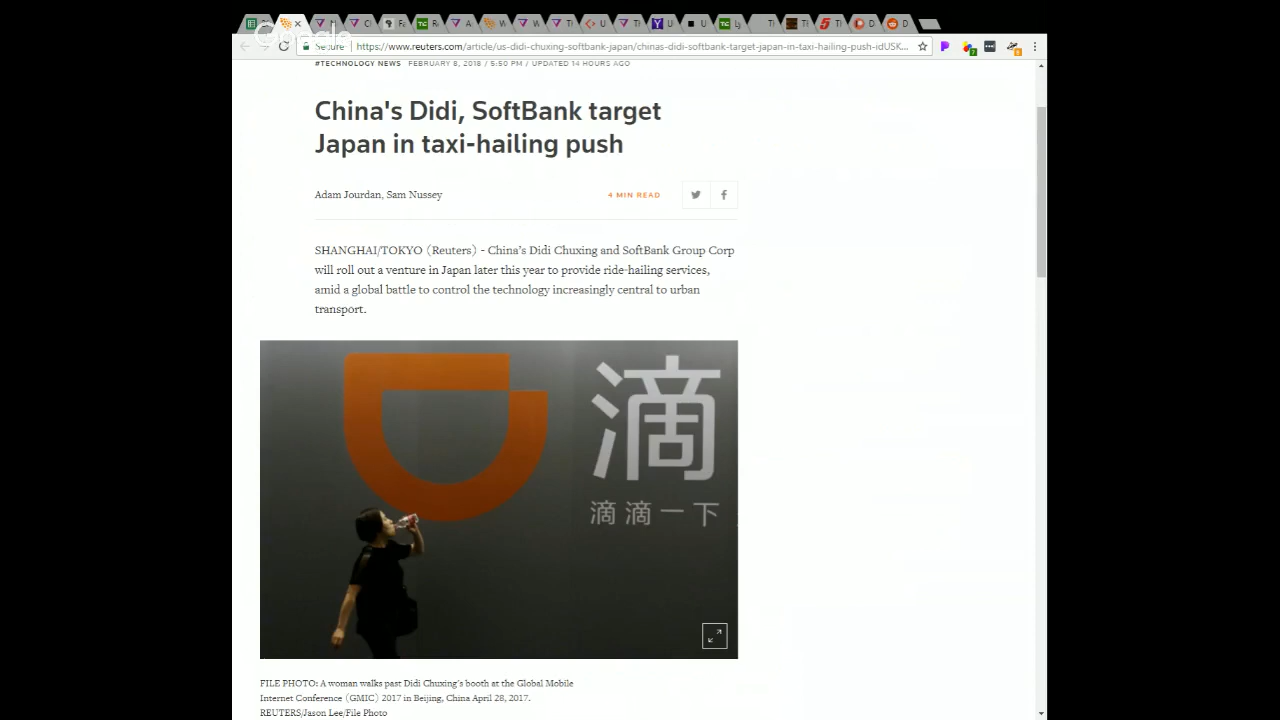 Secure
https://www.reuters.com/article/us-didi-chuxing-softbank-japan/chinas-didi-softbank-target-japan-in-taxi-hailing-push-idUSK...
#TECHNOLOGY NEWS FEBRUARY 8, 2018 / 5:50 PM / UPDATED 14 HOURS AGO
China's Didi, SoftBank target
Japan in taxi-hailing push
Adam Jourdan, Sam Nussey
4 MIN READ
SHANGHAI/TOKYO (Reuters) - China’s Didi Chuxing and SoftBank Group Corp
will roll out a venture in Japan later this year to provide ride-hailing services,
amid a global battle to control the technology increasingly central to urban
transport.
滴
滴滴一下
FILE PHOTO: A woman walks past Didi Chuxing’s booth at the Global Mobile
Internet Conference (GMIC) 2017 in Beijing, China April 28, 2017.
REUTERS/Jason Lee/File Photo